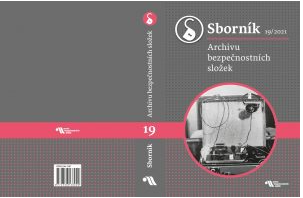 Sborník 19/2021
Archivu
bezpečnostních
složek
Archivu bezpečnostních složek
19
Sborník